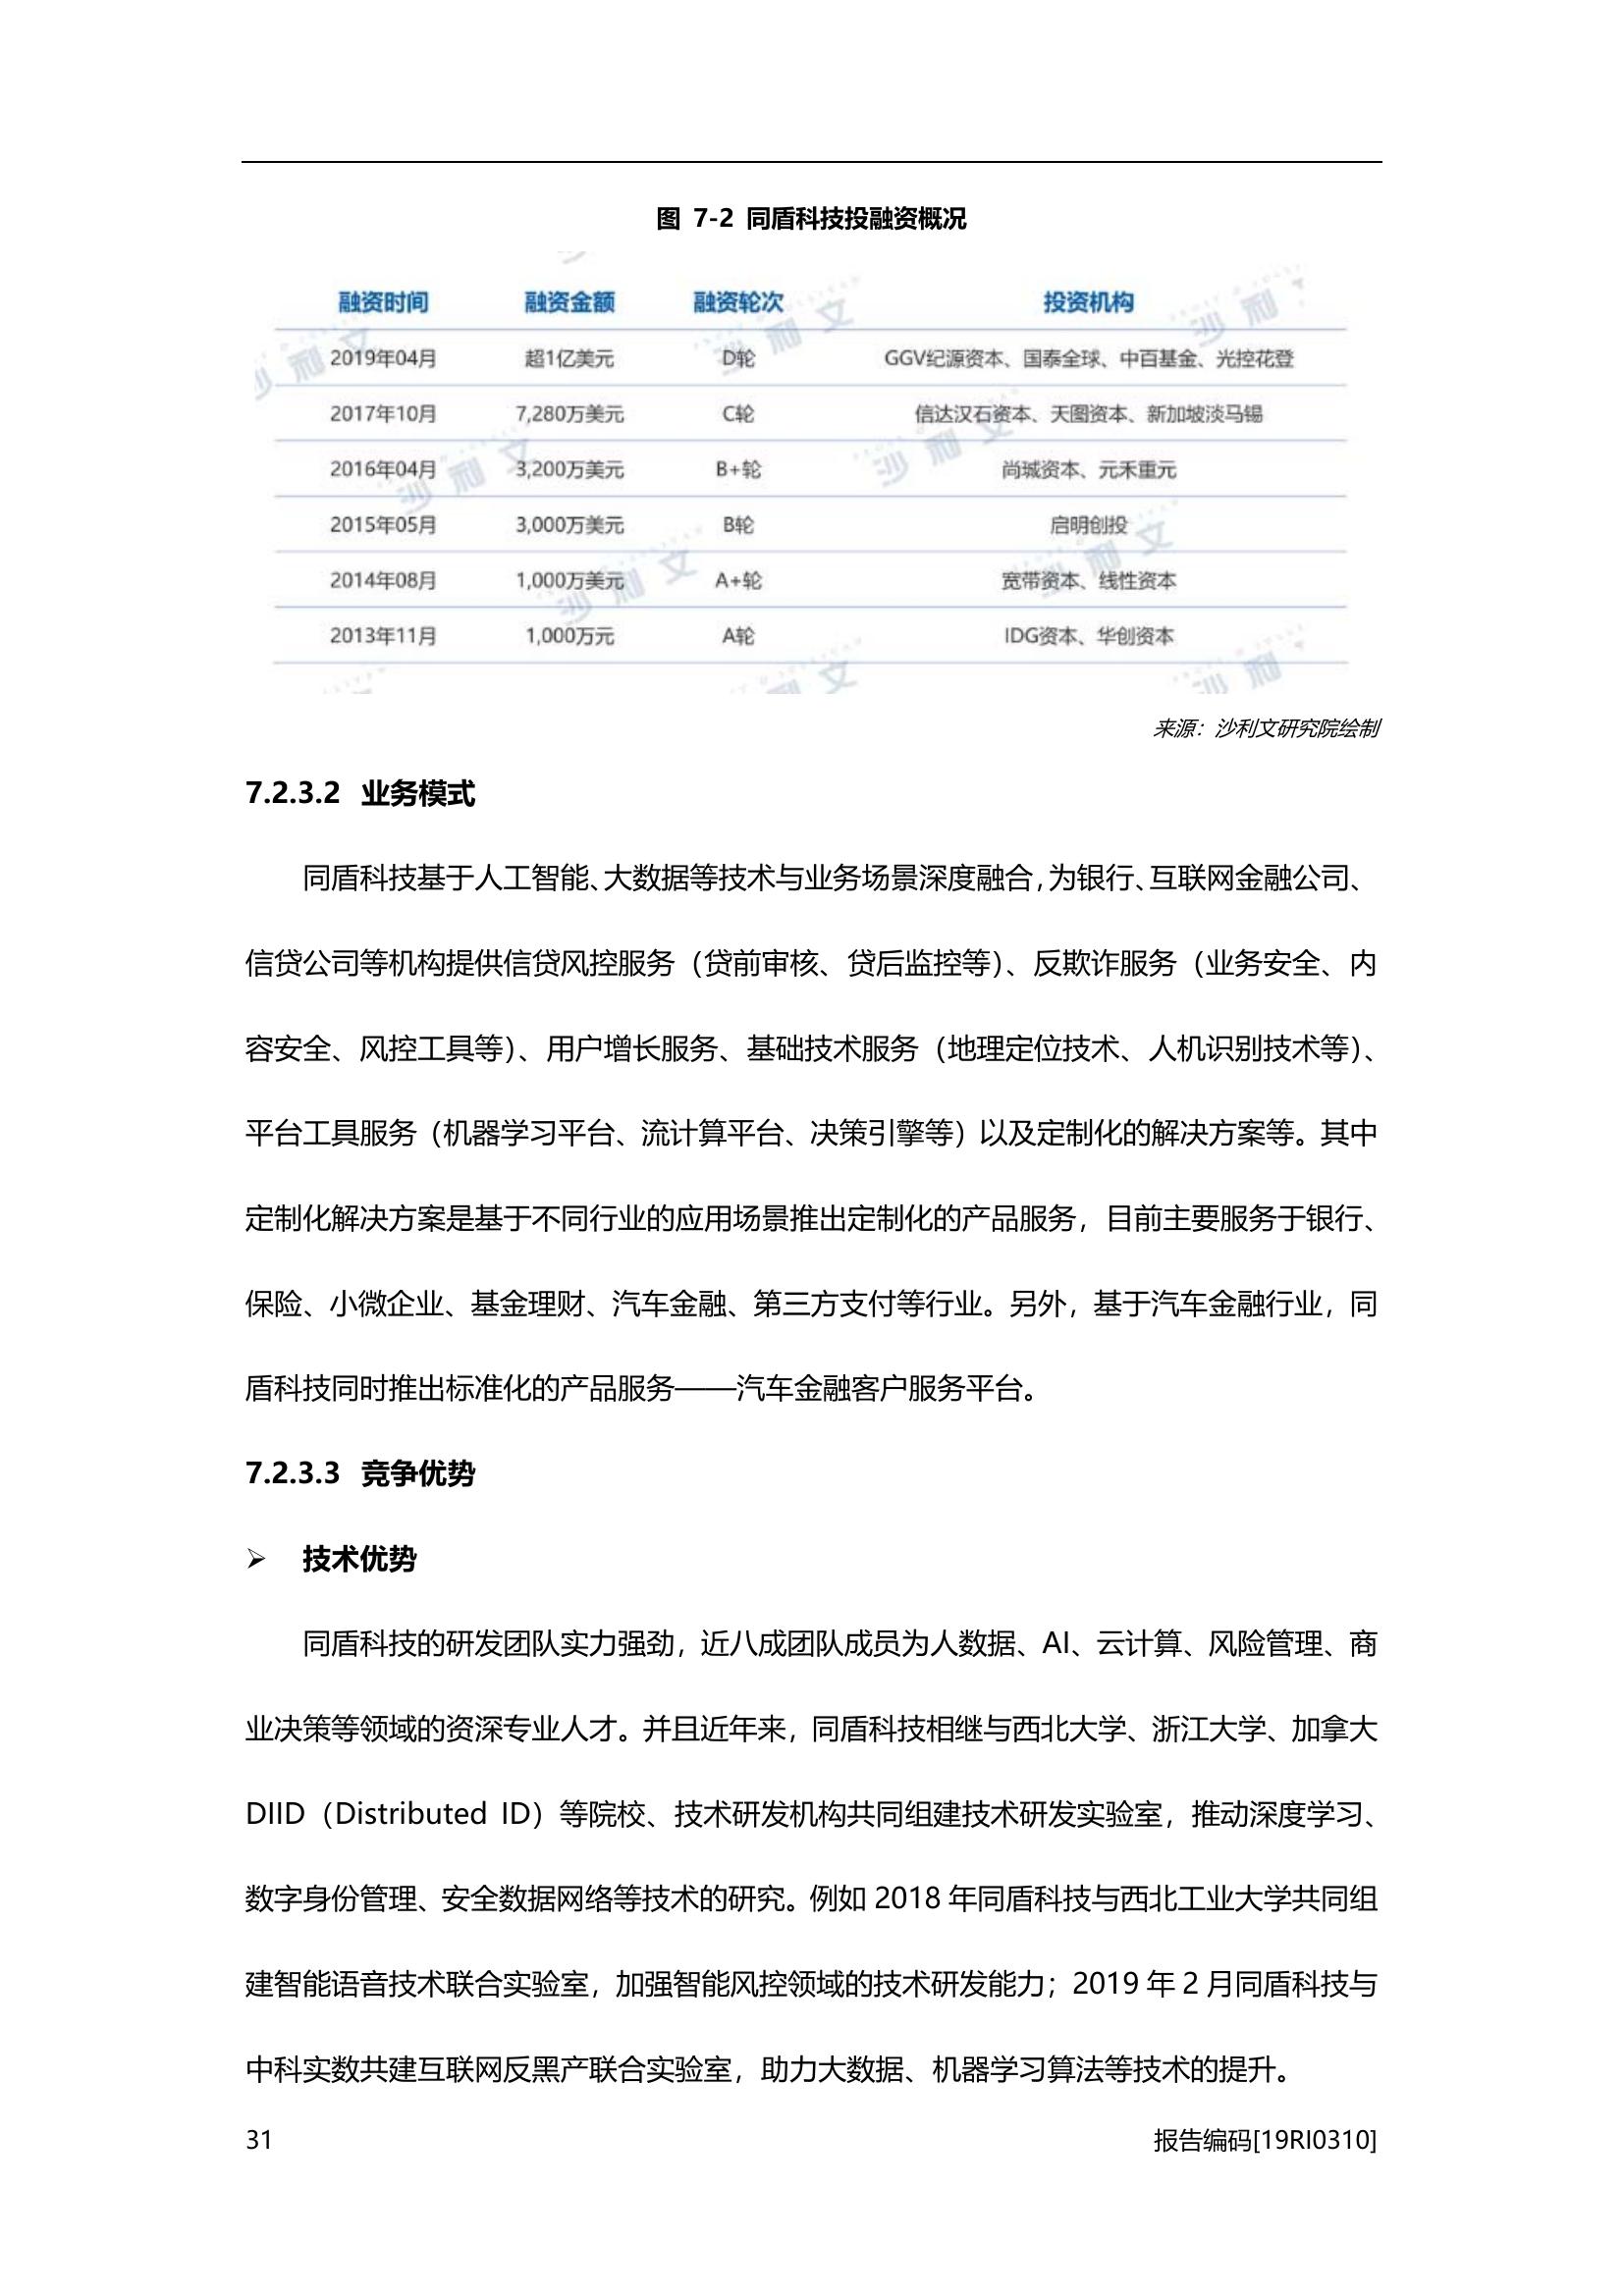 图 7-2 同盾科技投融资概况
融资时间 融资金额 融资轮次 投资机构
2019年04月 超1亿美元 D轮 GGV纪源资本、国泰全球、中百基金、光控花登
2017年10月 7,280万美元 C轮 信达汉石资本、天图资本、新加坡淡马锡
2016年04月 3,200万美元 B+轮 尚城资本、元禾重元
2015年05月 3,000万美元 B轮 启明创投
2014年08月 1,000万美元 A+轮 宽带资本、线性资本
2013年11月 1,000万元 A轮 IDG资本、华创资本
来源：沙利文研究院绘制
7.2.3.2 业务模式
同盾科技基于人工智能、大数据等技术与业务场景深度融合，为银行、互联网金融公司、
信贷公司等机构提供信贷风控服务（贷前审核、贷后监控等）、反欺诈服务（业务安全、内
容安全、风控工具等）、用户增长服务、基础技术服务（地理定位技术、人机识别技术等）、
平台工具服务（机器学习平台、流计算平台、决策引擎等）以及定制化的解决方案等。其中
定制化解决方案是基于不同行业的应用场景推出定制化的产品服务，目前主要服务于银行、
保险、小微企业、基金理财、汽车金融、第三方支付等行业。另外，基于汽车金融行业，同
盾科技同时推出标准化的产品服务——汽车金融客户服务平台。
7.2.3.3 竞争优势
➢ 技术优势
同盾科技的研发团队实力强劲，近八成团队成员为人数据、AI、云计算、风险管理、商
业决策等领域的资深专业人才。并且近年来，同盾科技相继与西北大学、浙江大学、加拿大
DIID（Distributed ID）等院校、技术研发机构共同组建技术研发实验室，推动深度学习、
数字身份管理、安全数据网络等技术的研究。例如 2018 年同盾科技与西北工业大学共同组
建智能语音技术联合实验室，加强智能风控领域的技术研发能力；2019 年 2 月同盾科技与
中科实数共建互联网反黑产联合实验室，助力大数据、机器学习算法等技术的提升。
31 报告编码[19RI0310]